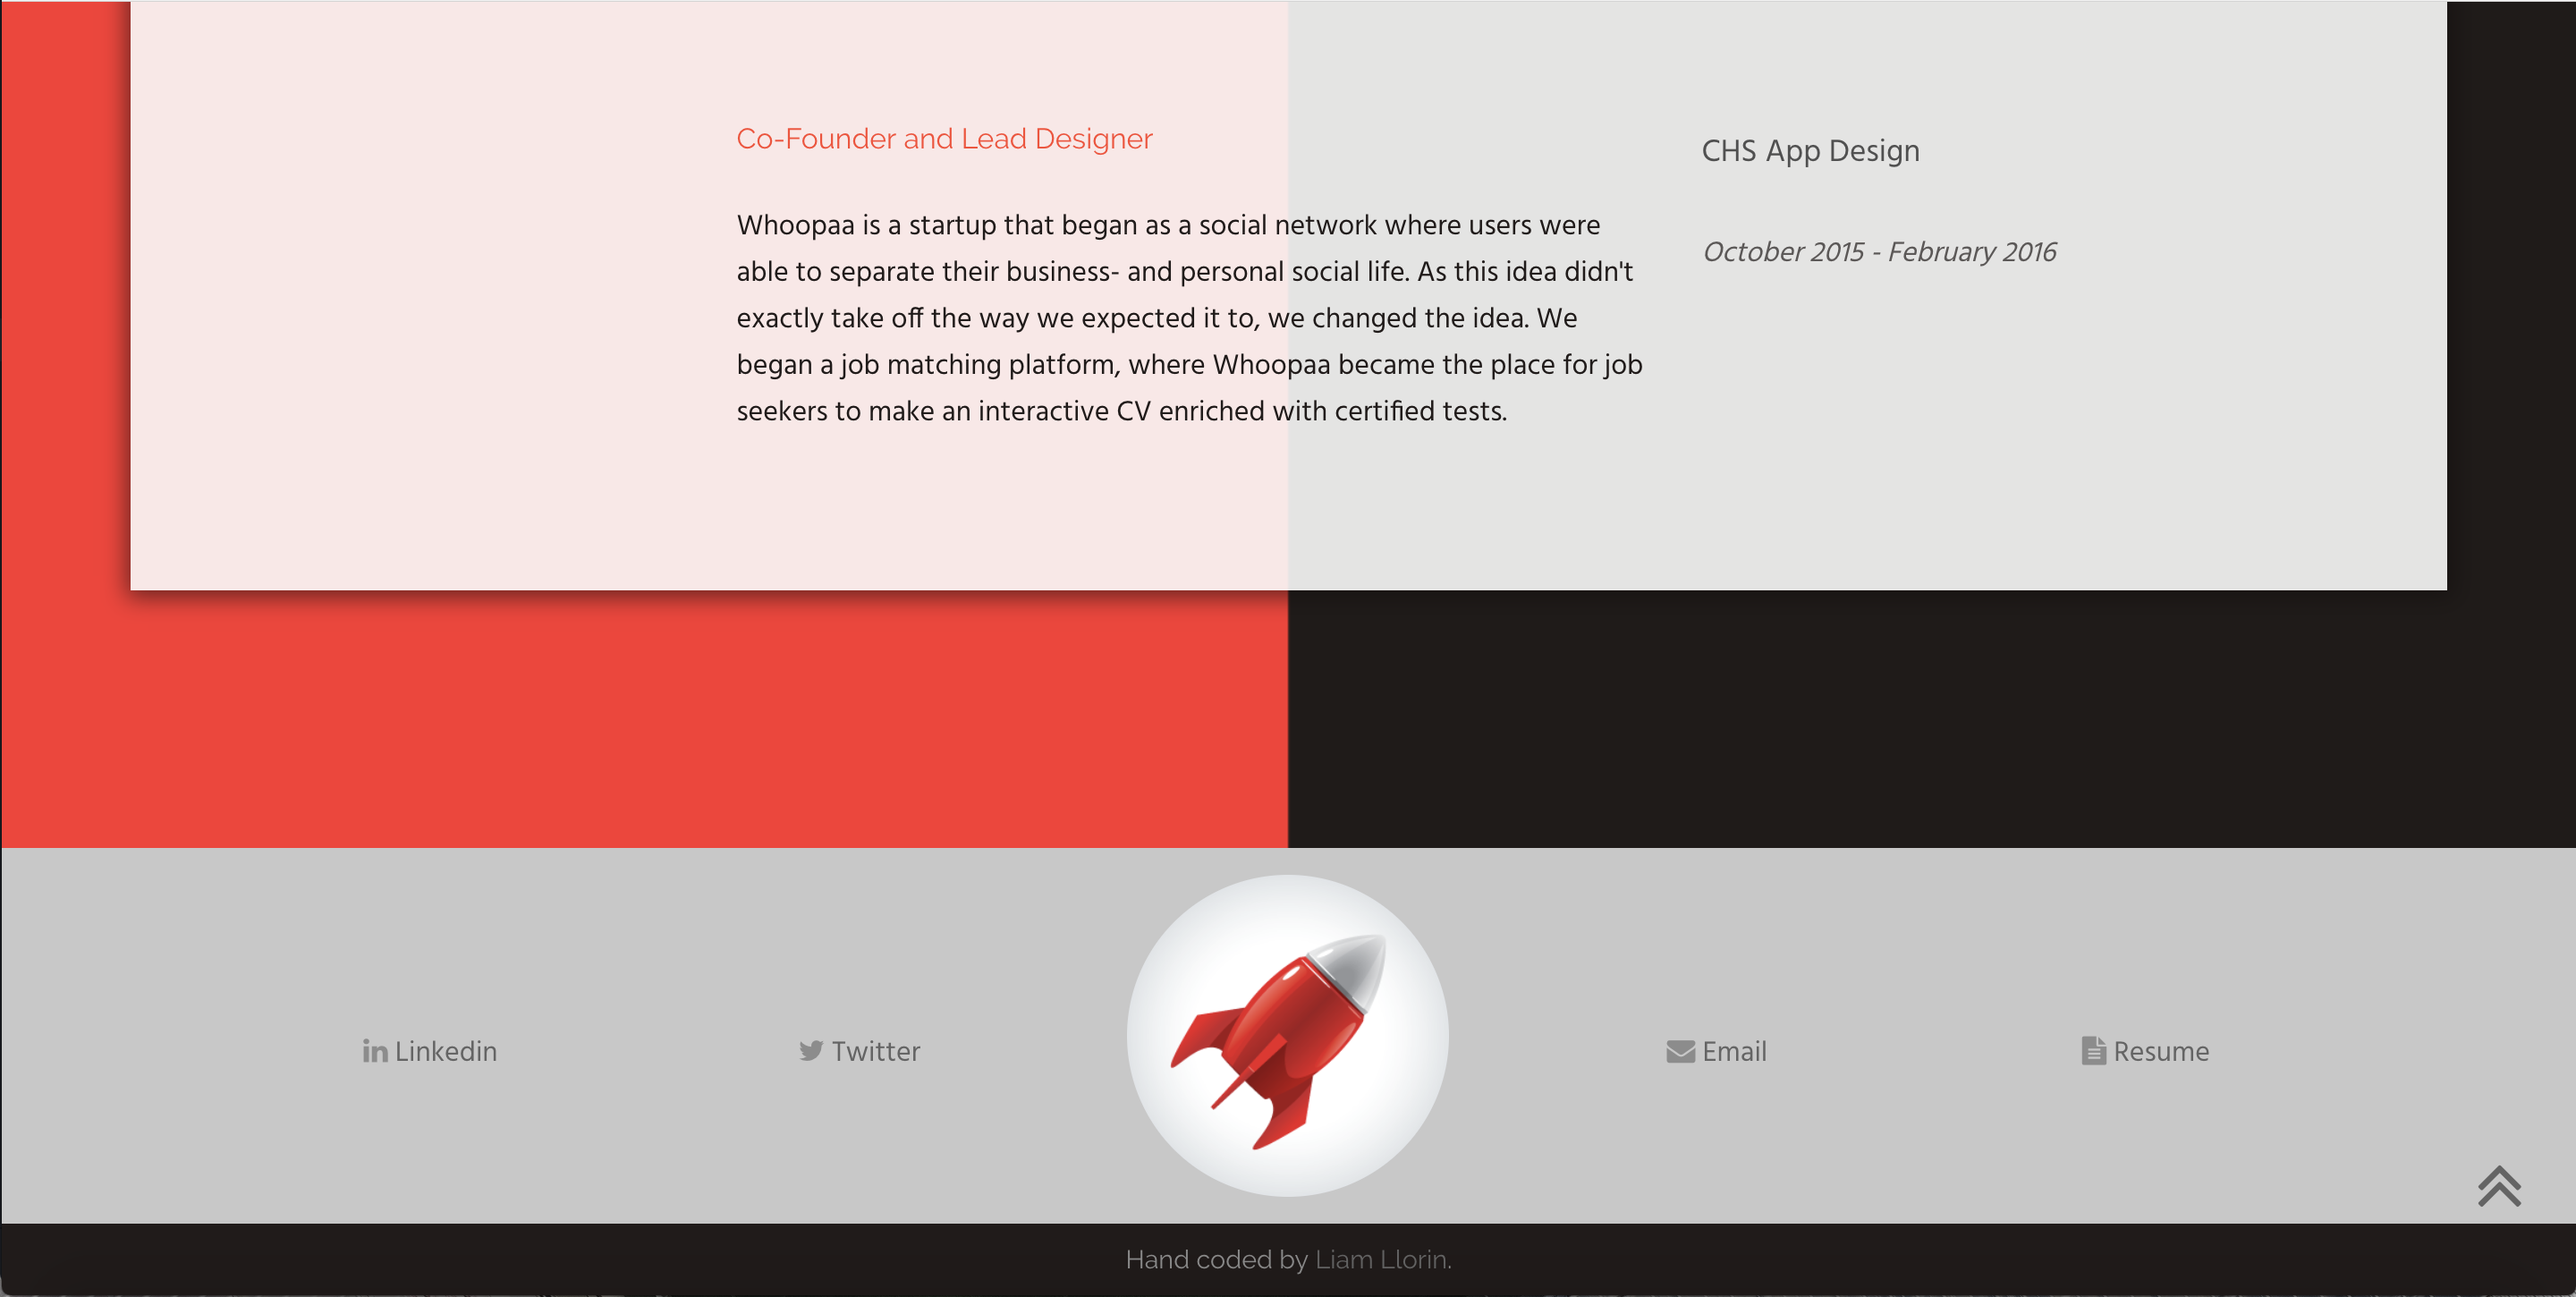 Co-Founder and Lead Designer
Whoopaa is a startup that began as a social network where users were
able to separate their business- and personal social life. As this idea didn't
exactly take off the way we expected it to, we changed the idea. We
began a job matching platform, where Whoopaa became the place for job
seekers to make an interactive CV enriched with certified tests.
CHS App Design
October 2015 - February 2016
Linkedin
Twitter
Email
Resume
Hand coded by Liam Llorin.